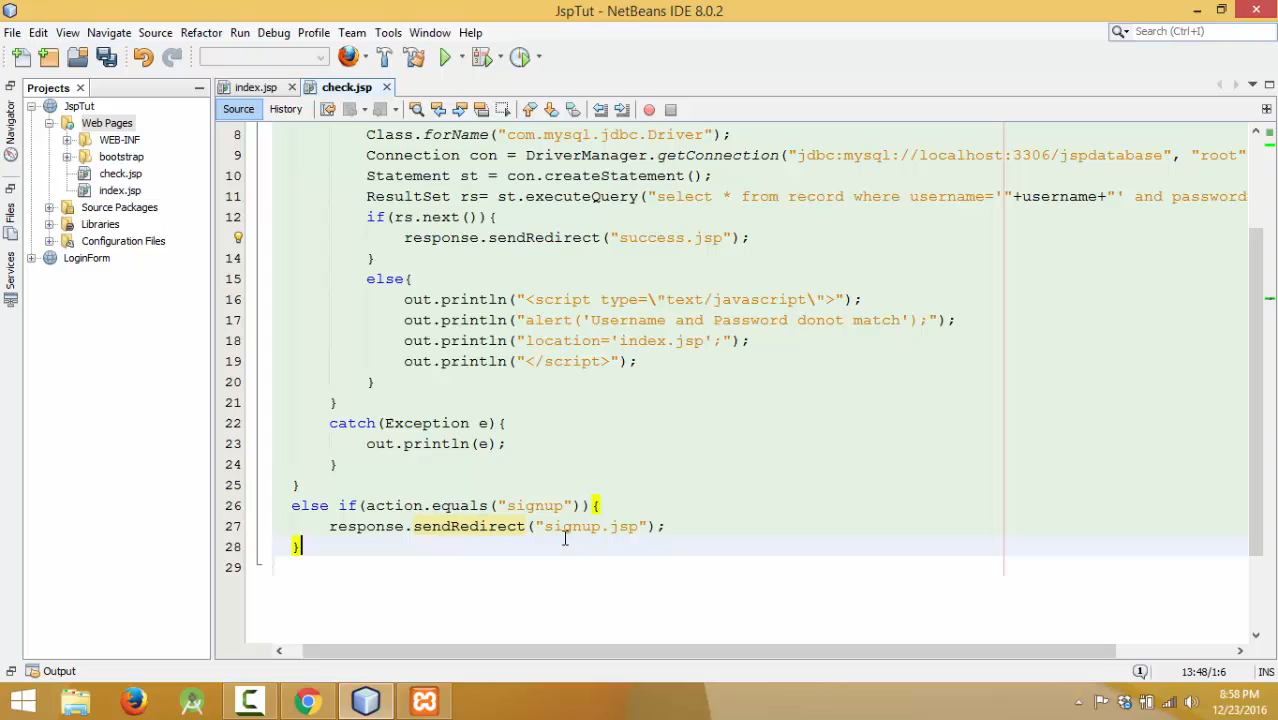 JspTut - NetBeans IDE 8.0.2
File Edit View Navigate Source Refactor Run Debug Profile Team Tools Window Help
Search (Ctrl+I)
Projects
index.jsp
check.jsp
Source History
Navigator
Files
Services
JspTut
Web Pages
WEB-INF
bootstrap
check.jsp
index.jsp
Source Packages
Libraries
Configuration Files
LoginForm
8 Class.forName("com.mysql.jdbc.Driver");
9 Connection con = DriverManager.getConnection("jdbc:mysql://localhost:3306/jspdatabase", "root"
10 Statement st = con.createStatement();
11 ResultSet rs= st.executeQuery("select * from record where username='"+username+"' and password
12 if(rs.next()){
response.sendRedirect("success.jsp");
14 }
15 else{
16 out.println("<script type=\"text/javascript\">");
17 out.println("alert('Username and Password donot match');");
18 out.println("location='index.jsp';");
19 out.println("</script>");
20 }
21 }
22 catch(Exception e){
23 out.println(e);
24 }
25 }
26 else if(action.equals("signup")){
27 response.sendRedirect("signup.jsp");
28 }
29
Output
1
13:48/1:6
INS
8:58 PM
12/23/2016